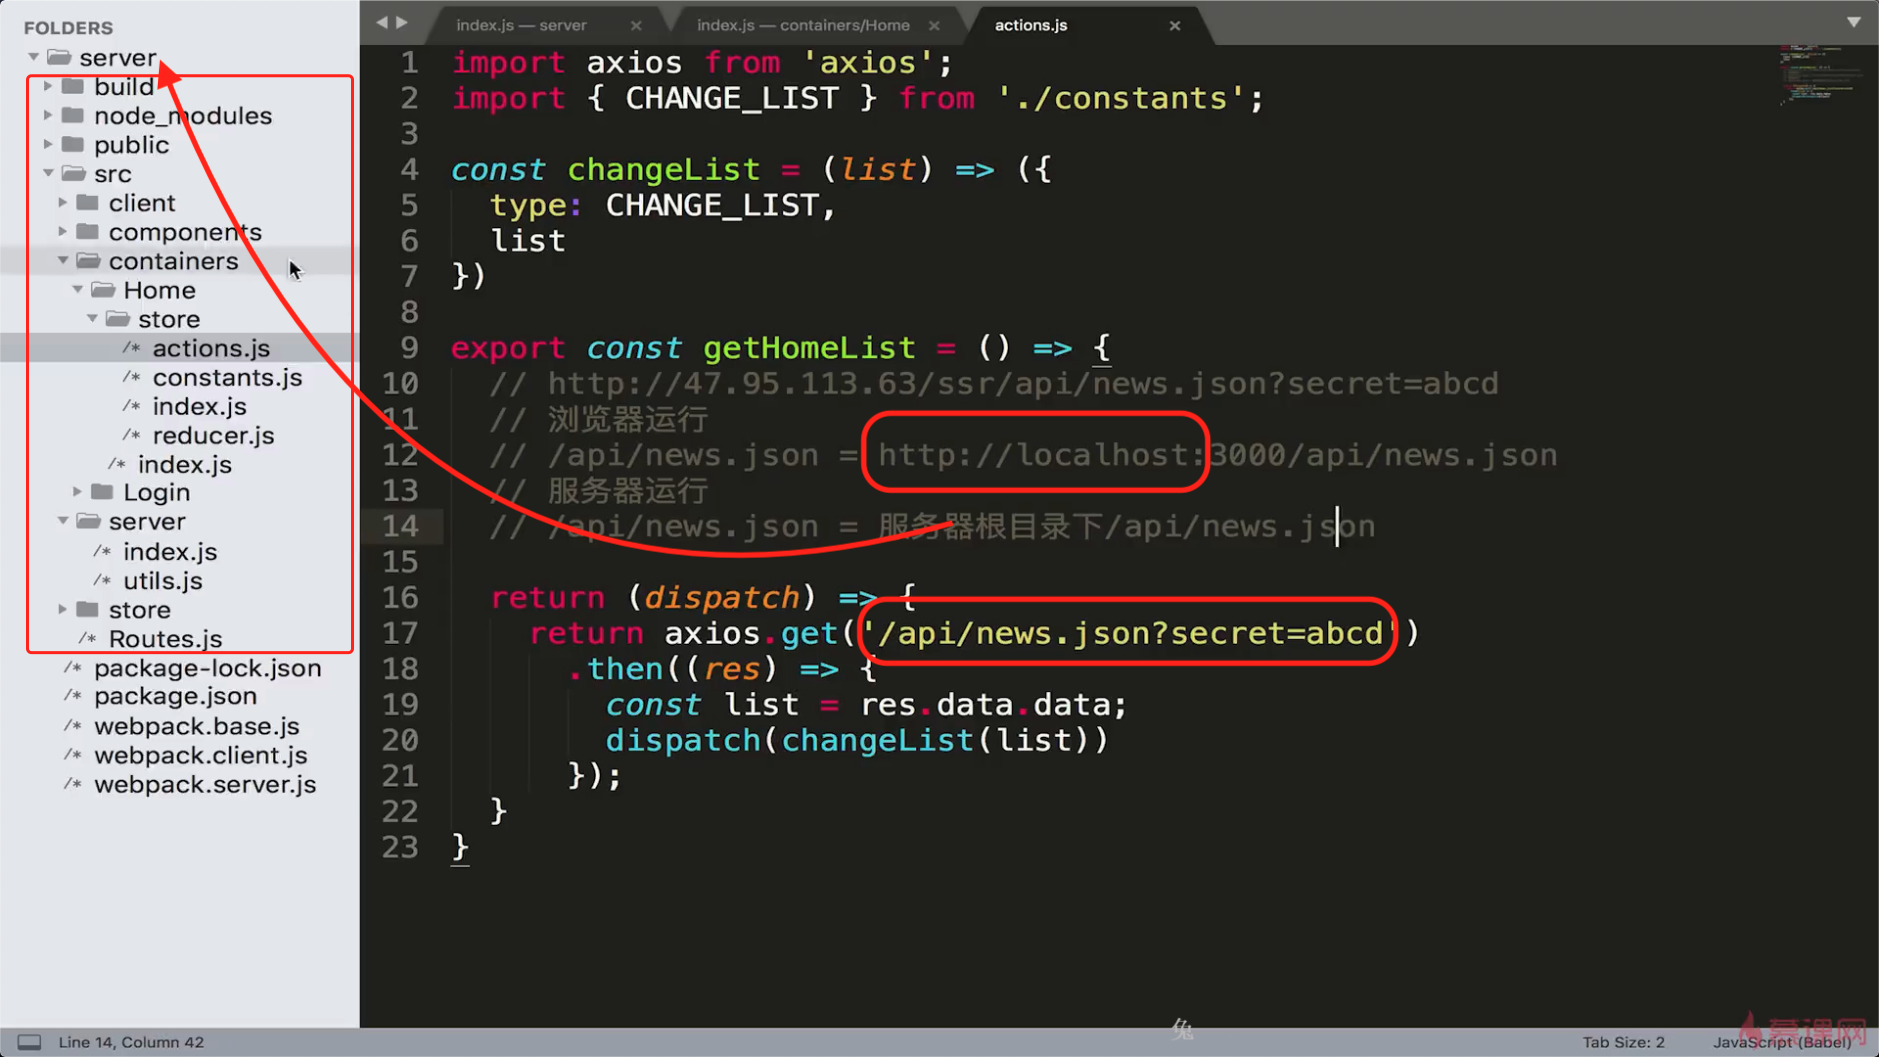 FOLDERS
server
build
node_modules
public
src
client
components
containers
Home
store
/* actions.js
/* constants.js
/* index.js
/* reducer.js
/* index.js
Login
server
/* index.js
/* utils.js
store
/* Routes.js
/* package-lock.json
/* package.json
/* webpack.base.js
/* webpack.client.js
/* webpack.server.js
index.js — server
index.js — containers/Home
actions.js
1 import axios from 'axios';
2 import { CHANGE_LIST } from './constants';
3
4 const changeList = (list) => ({
5 type: CHANGE_LIST,
6 list
7 })
8
9 export const getHomeList = () => {
10 // http://47.95.113.63/ssr/api/news.json?secret=abcd
11 // 浏览器运行
12 // /api/news.json = http://localhost:3000/api/news.json
13 // 服务器运行
14 // /api/news.json = 服务器根目录下/api/news.json
15
16 return (dispatch) => {
17 return axios.get('/api/news.json?secret=abcd')
18 .then((res) => {
19 const list = res.data.data;
20 dispatch(changeList(list))
21 });
22 }
23 }
兔
慕课网
Line 14, Column 42
Tab Size: 2
JavaScript (Babel)